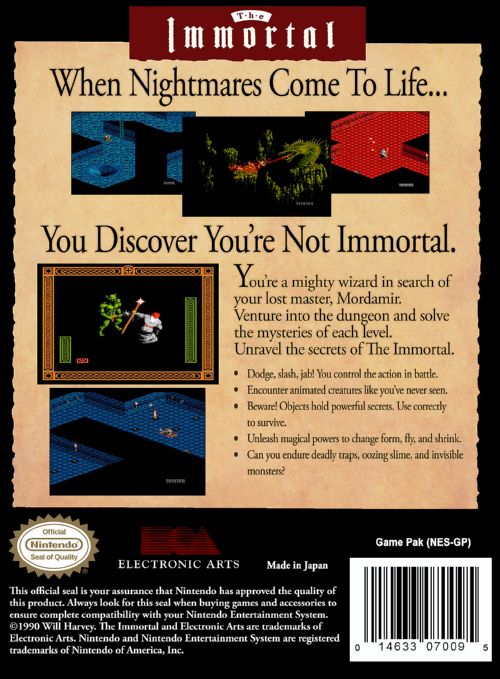 The
Immortal
When Nightmares Come To Life...
You Discover You're Not Immortal.
You're a mighty wizard in search of
your lost master, Mordamir.
Venture into the dungeon and solve
the mysteries of each level.
Unravel the secrets of The Immortal.
• Dodge, slash, jab! You control the action in battle.
• Encounter animated creatures like you've never seen.
• Beware! Objects hold powerful secrets. Use correctly
to survive.
• Unleash magical powers to change form, fly, and shrink.
• Can you endure deadly traps, oozing slime, and invisible
monsters?
Official
Nintendo®
Seal of Quality
ELECTRONIC ARTS
Made in Japan
Game Pak (NES-GP)
This official seal is your assurance that Nintendo has approved the quality of
this product. Always look for this seal when buying games and accessories to
ensure complete compatibility with your Nintendo Entertainment System.
©1990 Will Harvey. The Immortal and Electronic Arts are trademarks of
Electronic Arts. Nintendo and Nintendo Entertainment System are registered
trademarks of Nintendo of America, Inc.
0 14633 07009 5